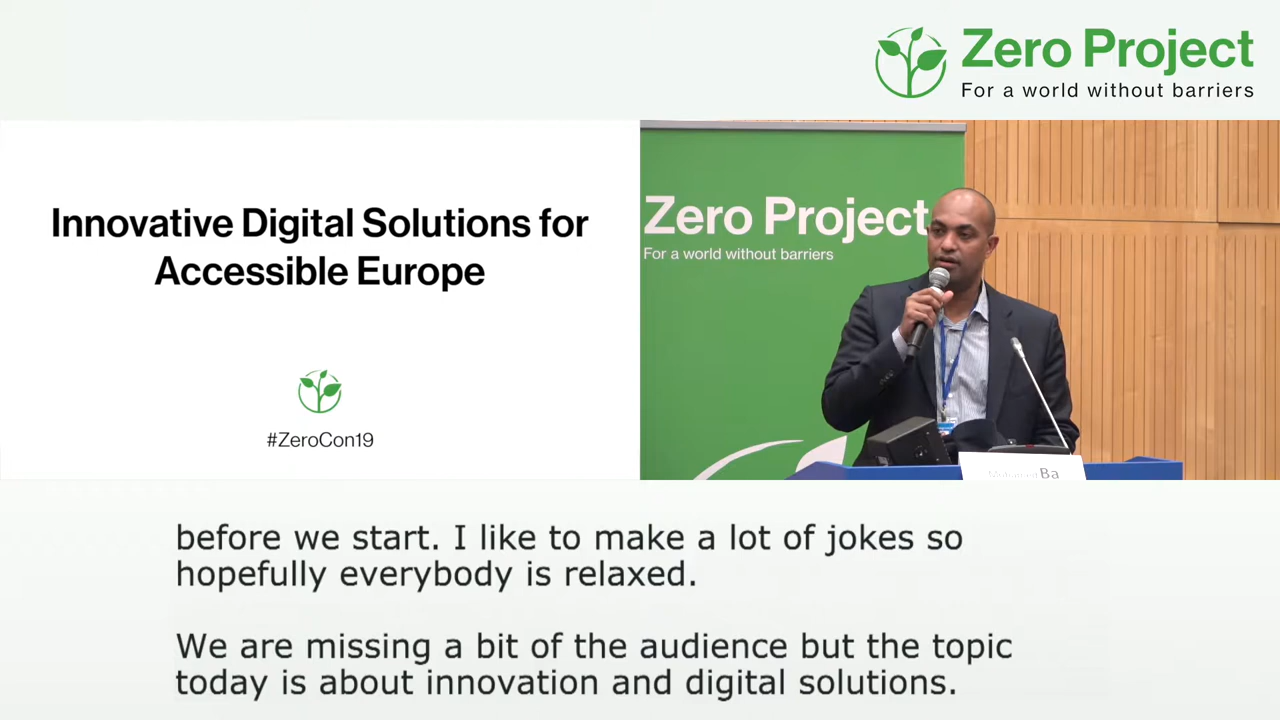 Zero Project
For a world without barriers
Innovative Digital Solutions for
Accessible Europe
#ZeroCon19
Zero Project
For a world without barriers
Ba
before we start. I like to make a lot of jokes so
hopefully everybody is relaxed.
We are missing a bit of the audience but the topic
today is about innovation and digital solutions.